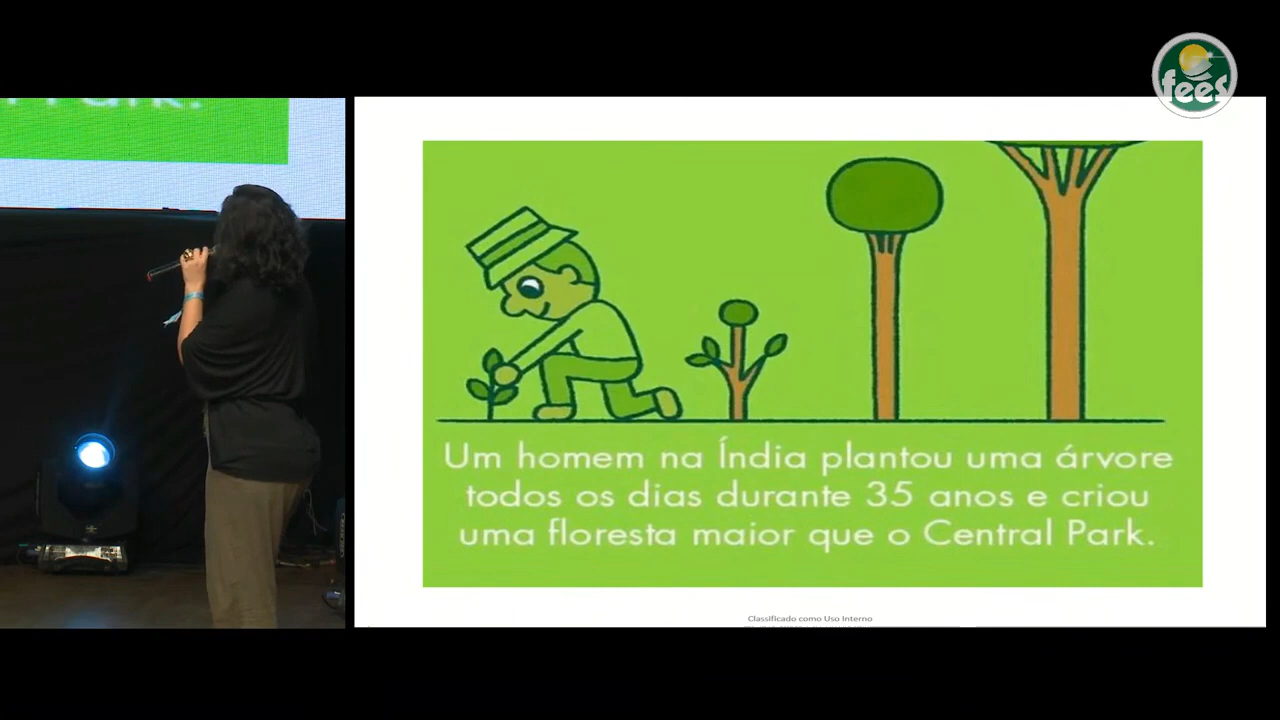 fees
Park.
Um homem na Índia plantou uma árvore
todos os dias durante 35 anos e criou
uma floresta maior que o Central Park.
Classificado como Uso Interno